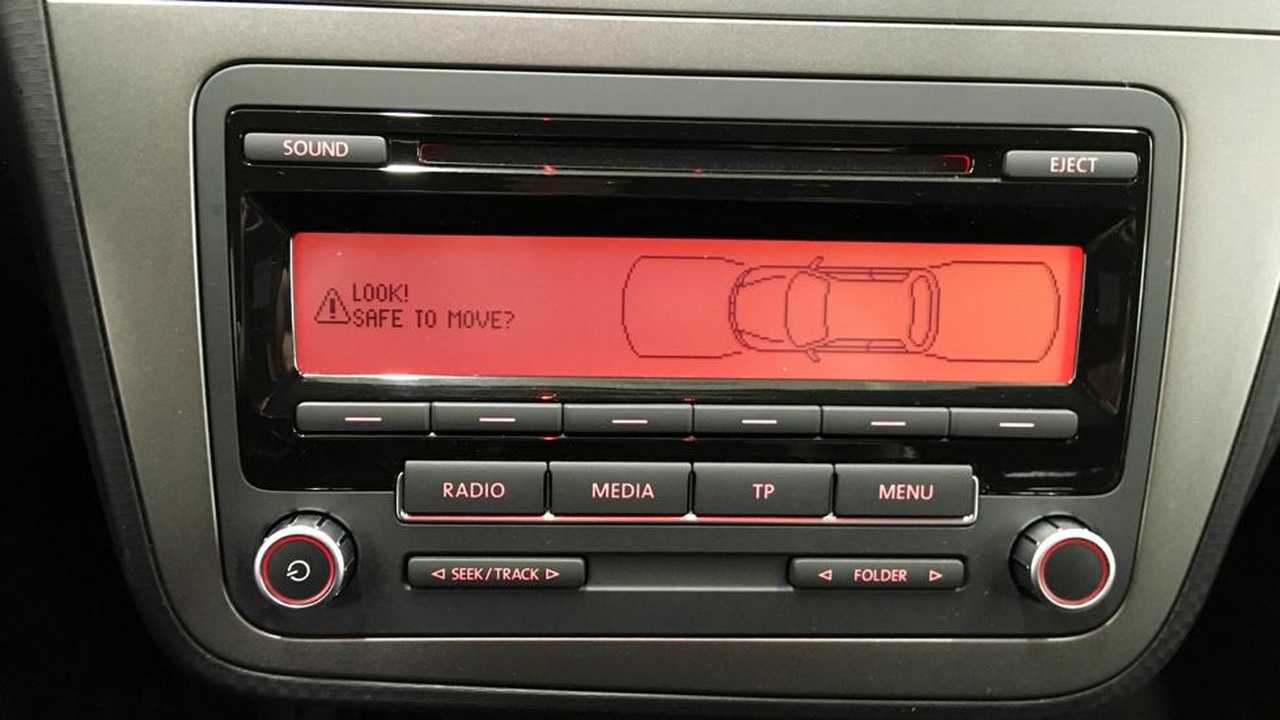 SOUND
EJECT
LOOK!
SAFE TO MOVE?
RADIO MEDIA TP MENU
SEEK/TRACK FOLDER